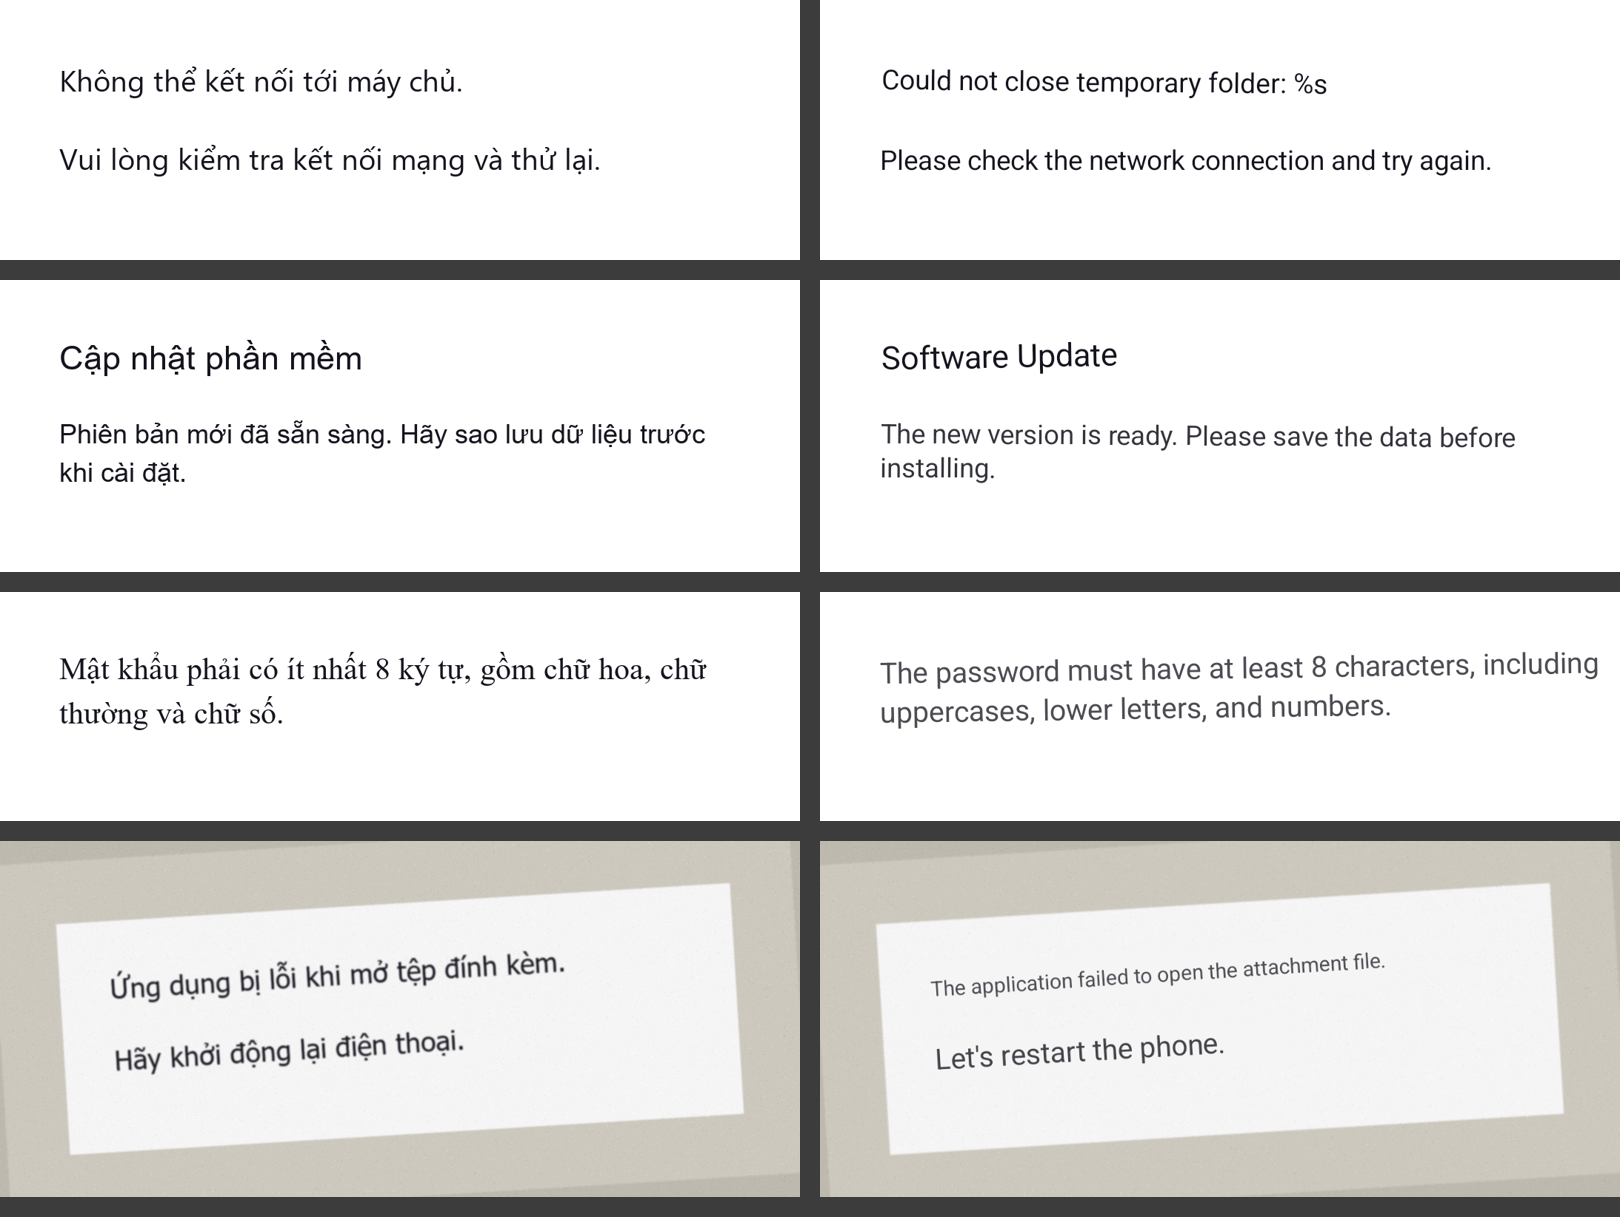 Không thể kết nối tới máy chủ.
Vui lòng kiểm tra kết nối mạng và thử lại.
Could not close temporary folder: %s
Please check the network connection and try again.
Cập nhật phần mềm
Phiên bản mới đã sẵn sàng. Hãy sao lưu dữ liệu trước
khi cài đặt.
Software Update
The new version is ready. Please save the data before
installing.
Mật khẩu phải có ít nhất 8 ký tự, gồm chữ hoa, chữ
thường và chữ số.
The password must have at least 8 characters, including
uppercases, lower letters, and numbers.
Ứng dụng bị lỗi khi mở tệp đính kèm.
Hãy khởi động lại điện thoại.
The application failed to open the attachment file.
Let's restart the phone.